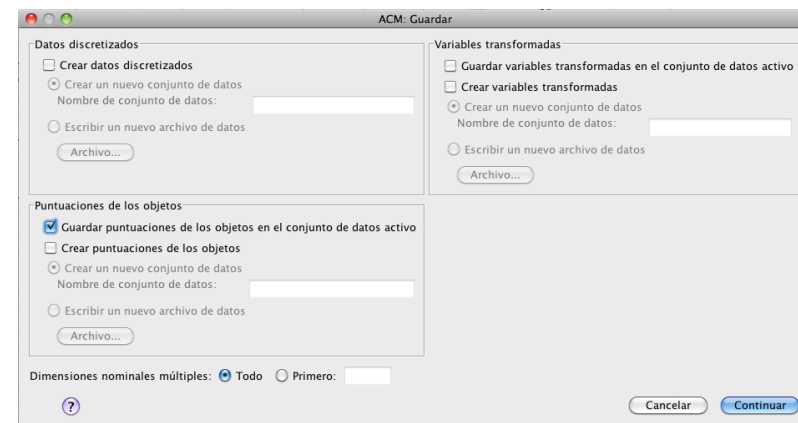 ACM: Guardar
Datos discretizados
Crear datos discretizados
Crear un nuevo conjunto de datos
Nombre de conjunto de datos:
Escribir un nuevo archivo de datos
Archivo...
Variables transformadas
Guardar variables transformadas en el conjunto de datos activo
Crear variables transformadas
Crear un nuevo conjunto de datos
Nombre de conjunto de datos:
Escribir un nuevo archivo de datos
Archivo...
Puntuaciones de los objetos
Guardar puntuaciones de los objetos en el conjunto de datos activo
Crear puntuaciones de los objetos
Crear un nuevo conjunto de datos
Nombre de conjunto de datos:
Escribir un nuevo archivo de datos
Archivo...
Dimensiones nominales múltiples: Todo Primero:
? Cancelar Continuar